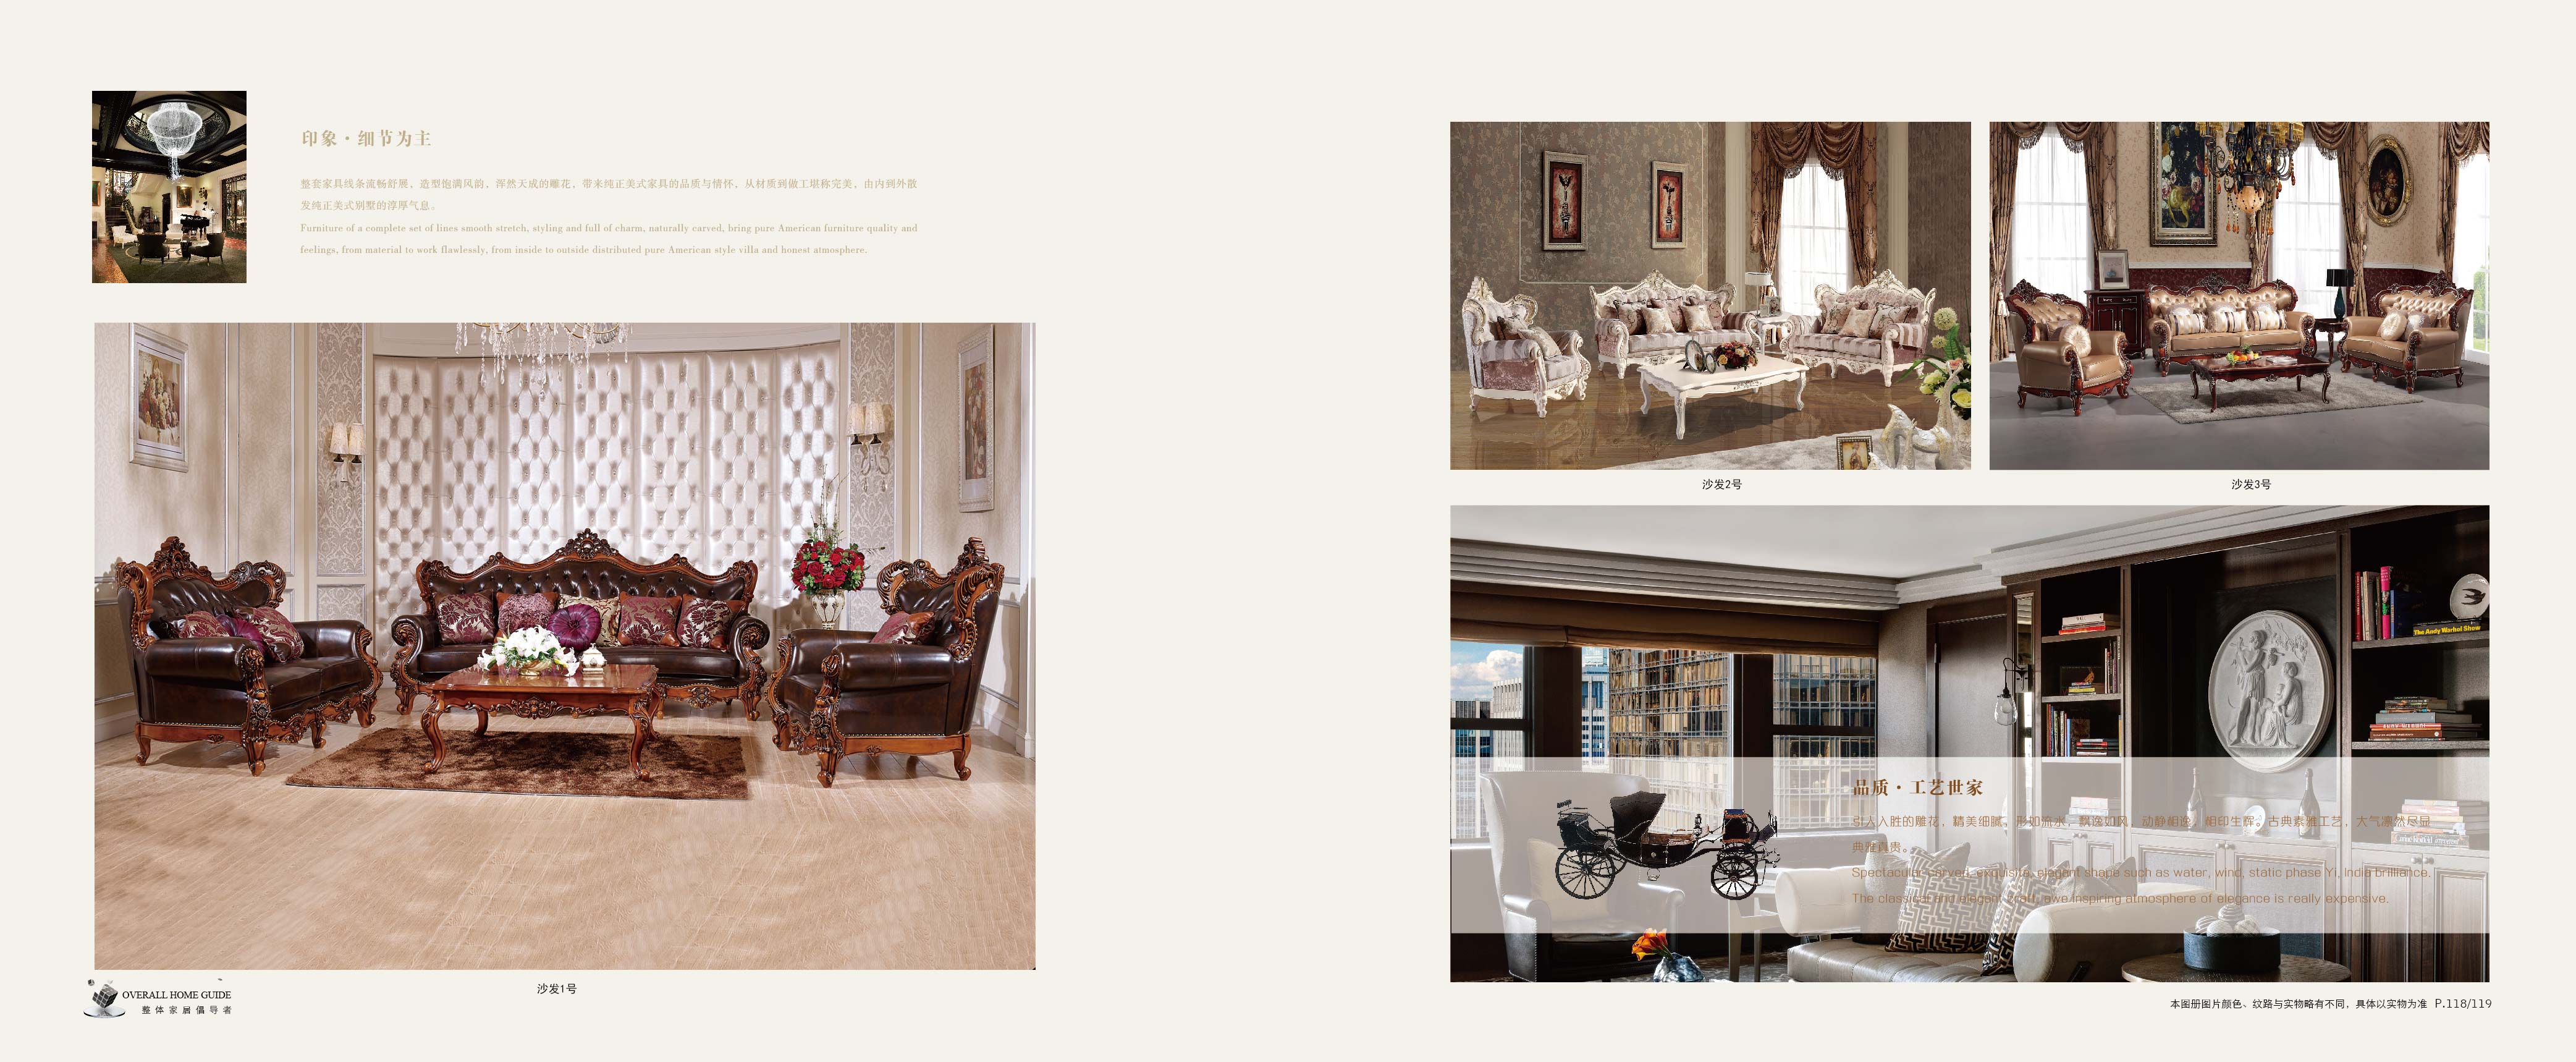 印象·细节为主
整套家具线条流畅舒展，造型饱满风韵，浑然天成的雕花，带来纯正美式家具的品质与情怀，从材质到做工堪称完美，由内到外散
发纯正美式别墅的淳厚气息。
Furniture of a complete set of lines smooth stretch, styling and full of charm, naturally carved, bring pure American furniture quality and
feelings, from material to work flawlessly, from inside to outside distributed pure American style villa and honest atmosphere.
沙发1号
OVERALL HOME GUIDE
整体家居倡导者
沙发2号
沙发3号
The Andy Warhol Show
品质·工艺世家
引人入胜的雕花，精美细腻，形如流水，飘逸如风，动静相逸，相印生辉。古典素雅工艺，大气凛然尽显
典雅真贵。
Spectacular carved, exquisite, elegant shape such as water, wind, static phase Yi, India brilliance.
The classical and elegant craft, awe inspiring atmosphere of elegance is really expensive.
本图册图片颜色、纹路与实物略有不同，具体以实物为准 P.118/119